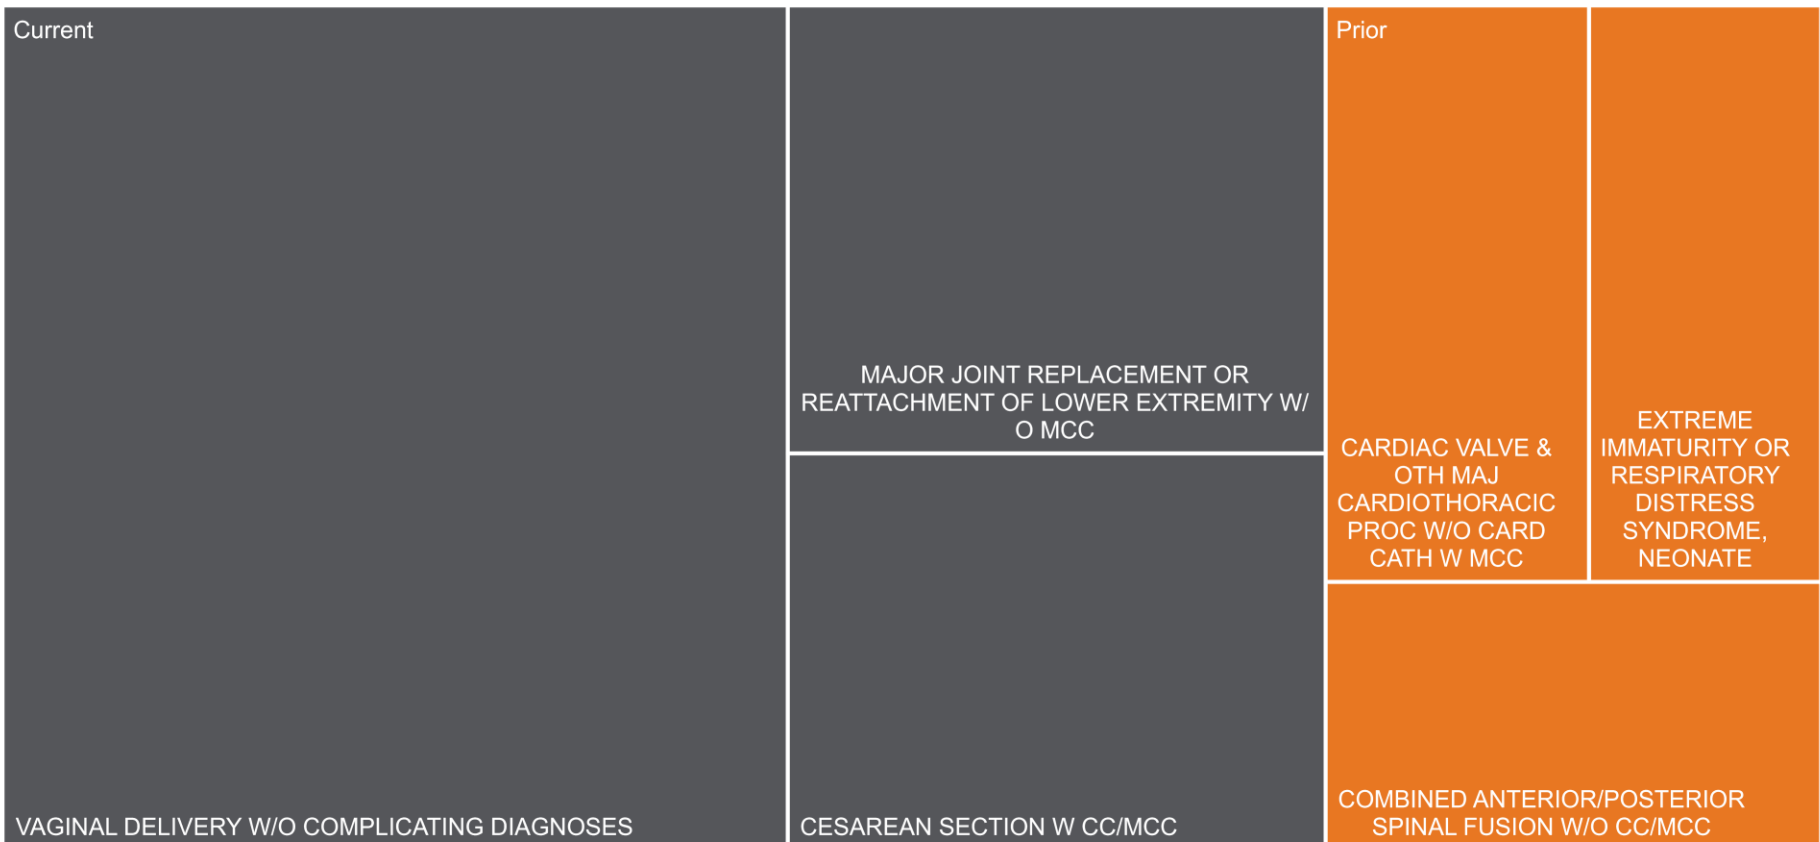 Current
VAGINAL DELIVERY W/O COMPLICATING DIAGNOSES
MAJOR JOINT REPLACEMENT OR
REATTACHMENT OF LOWER EXTREMITY W/
O MCC
CESAREAN SECTION W CC/MCC
Prior
CARDIAC VALVE &
OTH MAJ
CARDIOTHORACIC
PROC W/O CARD
CATH W MCC
EXTREME
IMMATURITY OR
RESPIRATORY
DISTRESS
SYNDROME,
NEONATE
COMBINED ANTERIOR/POSTERIOR
SPINAL FUSION W/O CC/MCC